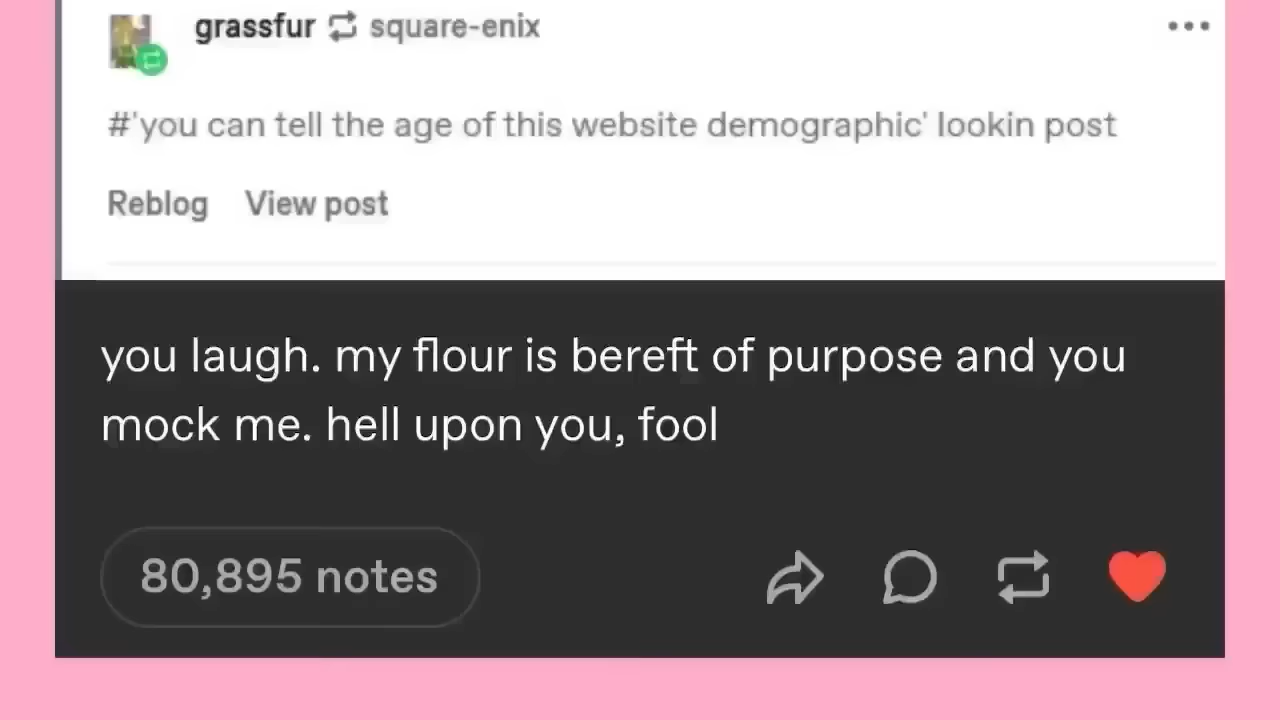 grassfur square-enix
#'you can tell the age of this website demographic' lookin post
Reblog View post
you laugh. my flour is bereft of purpose and you
mock me. hell upon you, fool
80,895 notes